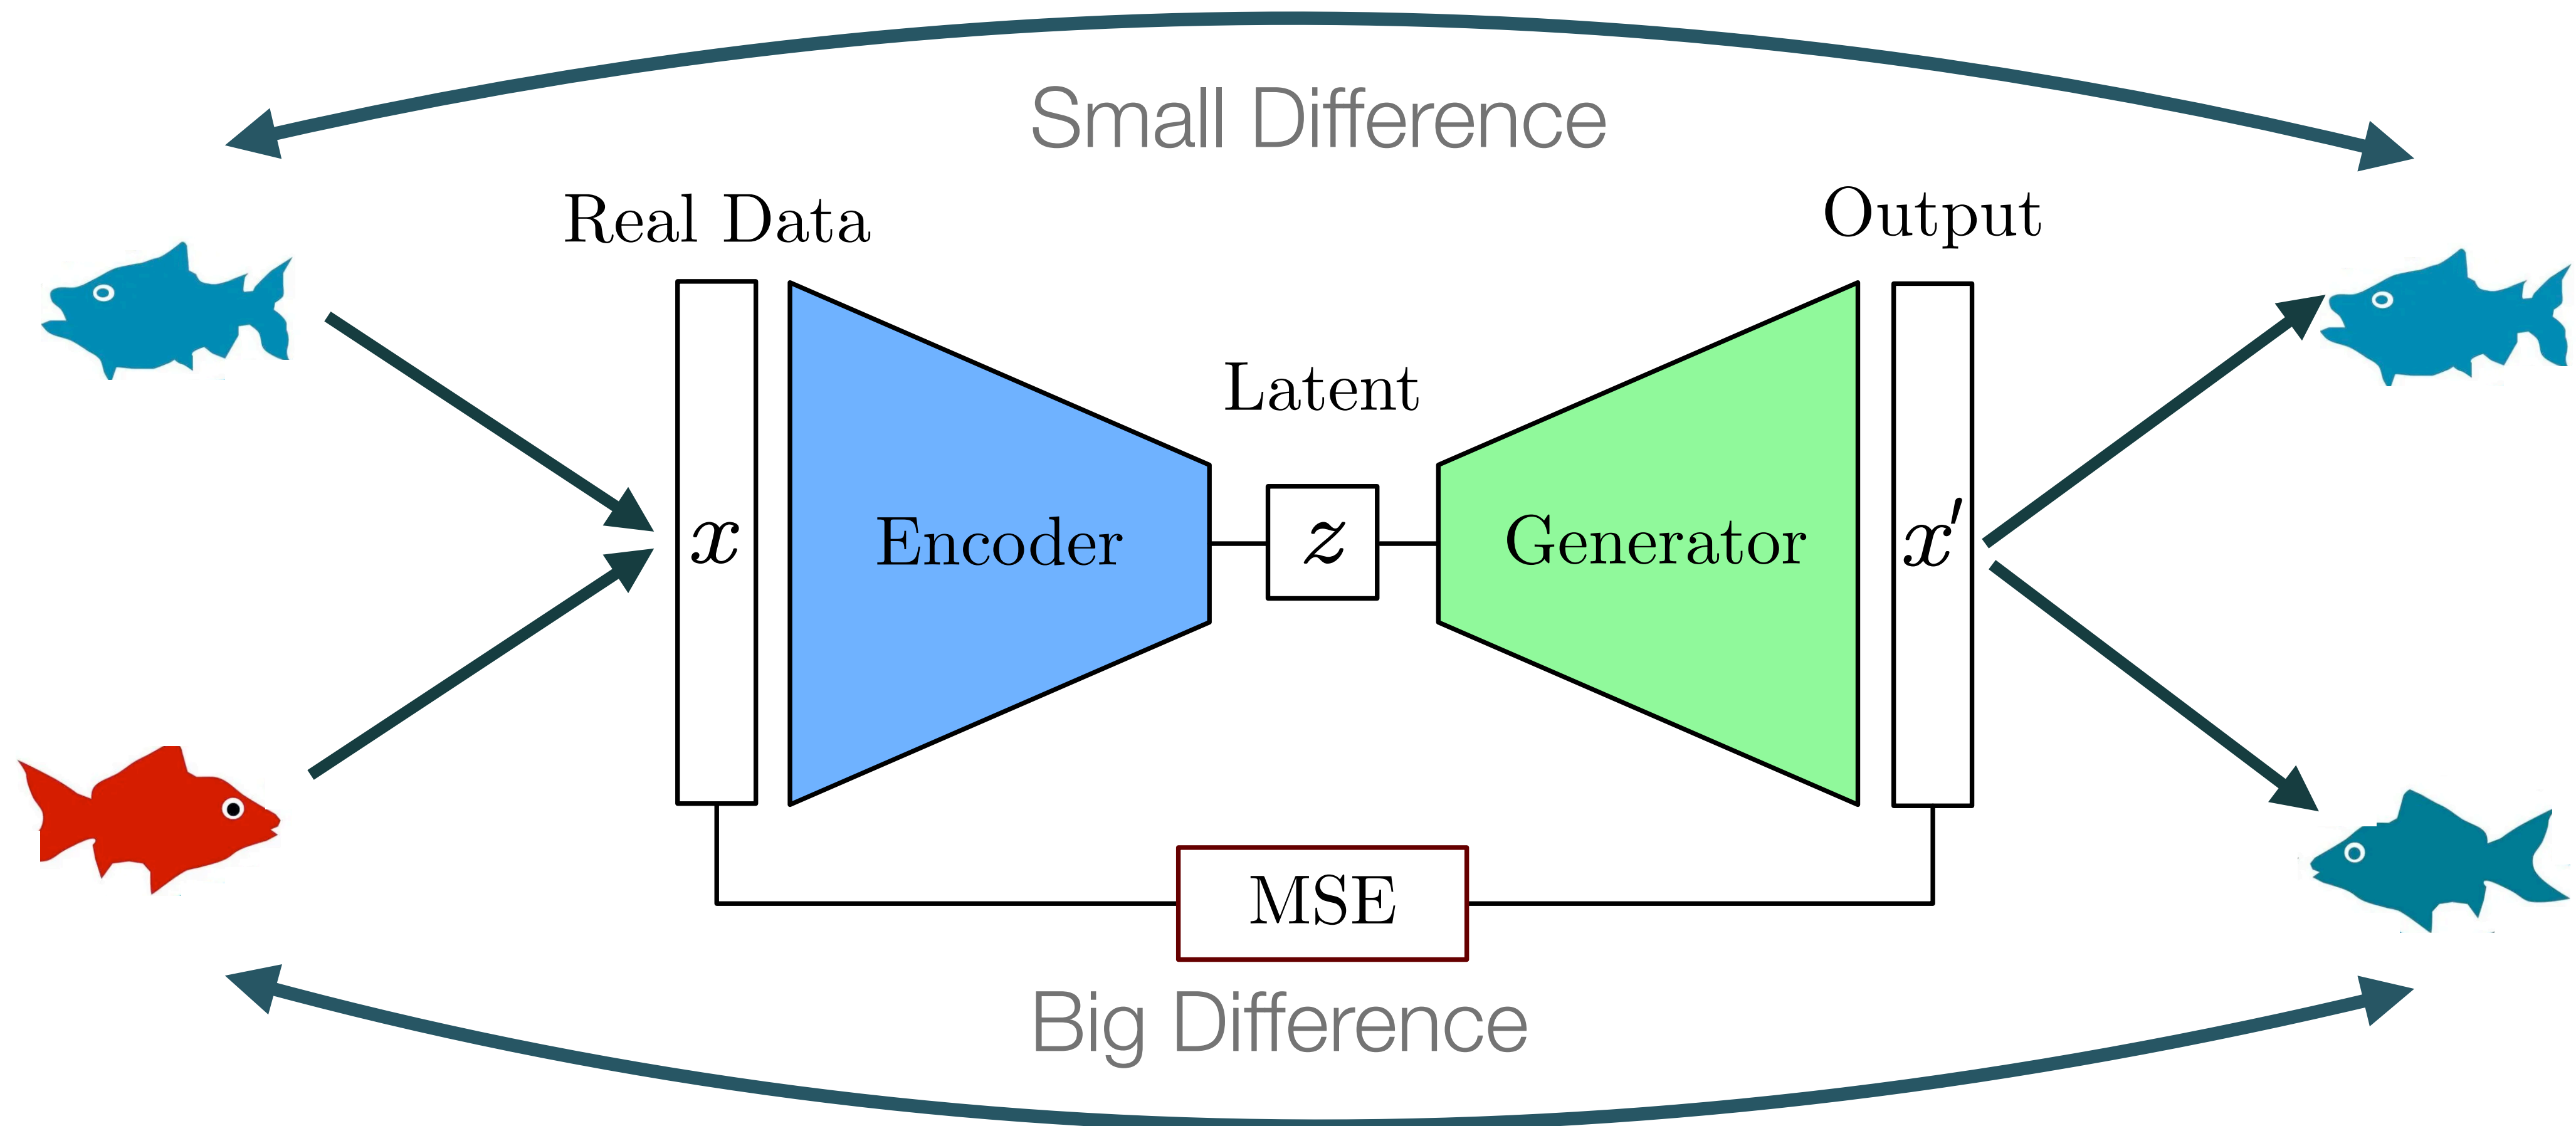 Small Difference
Real Data
Output
Latent
x
Encoder
z
Generator
x′
MSE
Big Difference